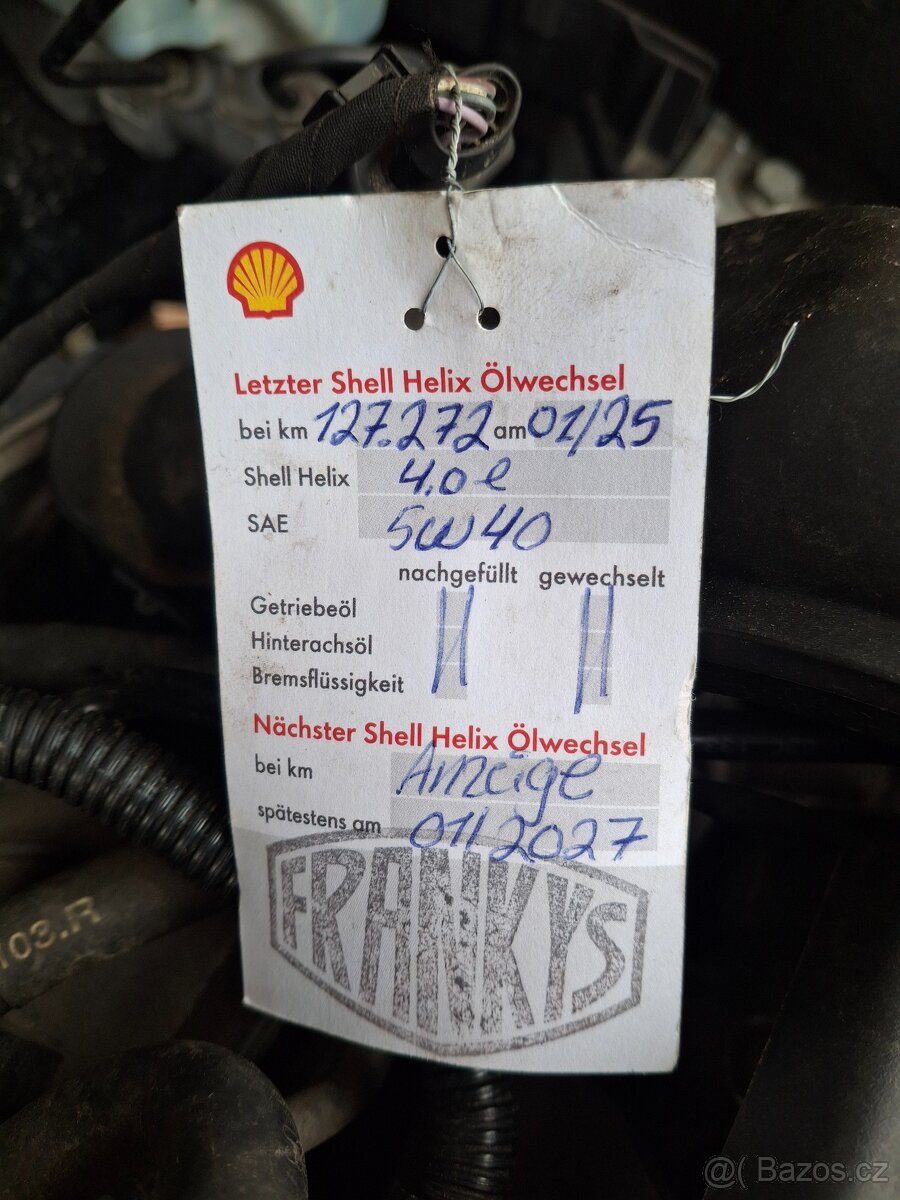 Letzter Shell Helix Ölwechsel
bei km 127.272 am 01/25
Shell Helix 4.0 l
SAE 5W40
nachgefüllt gewechselt
Getriebeöl
Hinterachsöl
Bremsflüssigkeit
Nächster Shell Helix Ölwechsel
bei km Anzeige
spätestens am 01/2027
FRANKYS
103.R
@( Bazos.cz